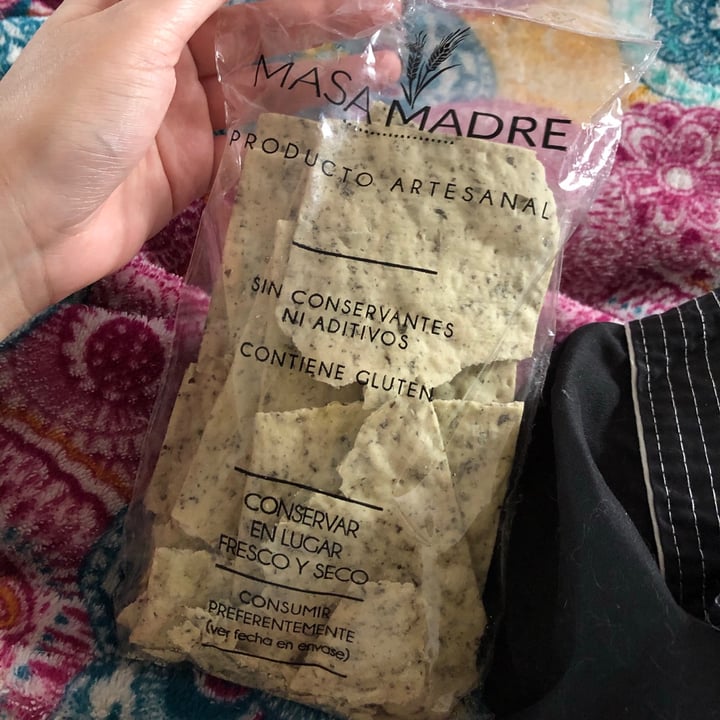 MASA MADRE
PRODUCTO ARTESANAL
SIN CONSERVANTES
NI ADITIVOS
CONTIENE GLUTEN
CONSERVAR
EN LUGAR
FRESCO Y SECO
CONSUMIR
PREFERENTEMENTE
(ver fecha en envase)